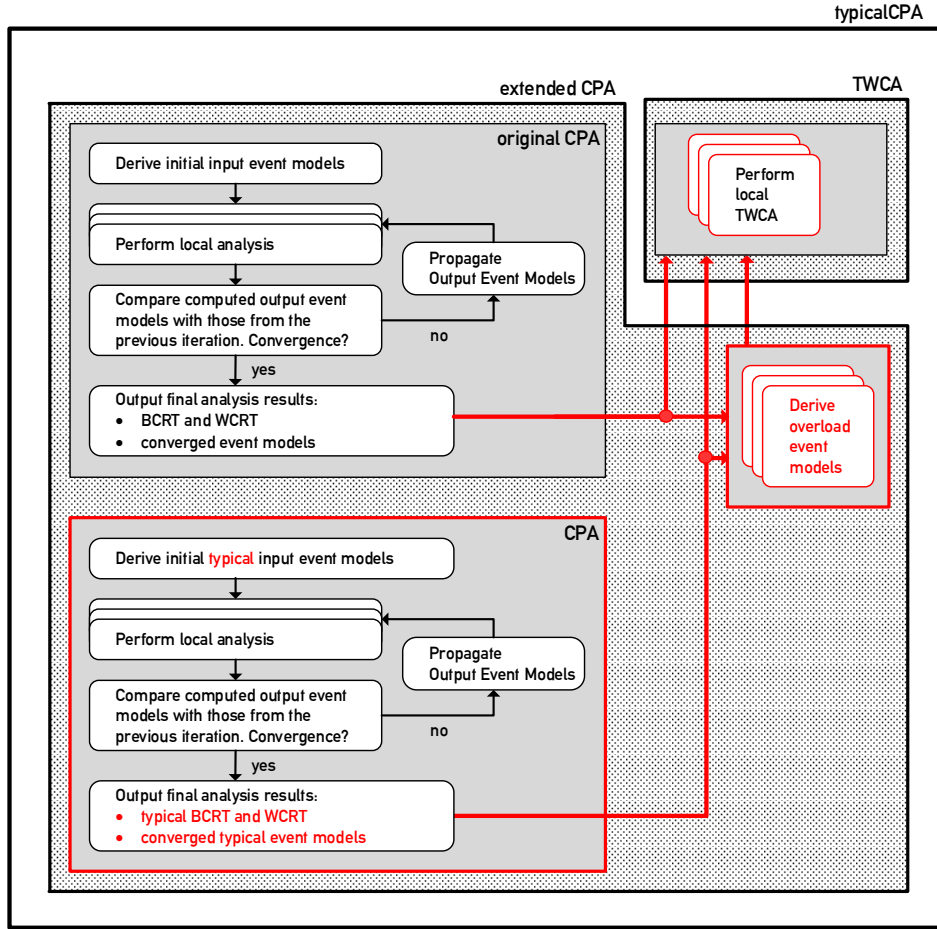 typicalCPA
extended CPA
TWCA
original CPA
Derive initial input event models
Perform local analysis
Propagate
Output Event Models
Compare computed output event
models with those from the
previous iteration. Convergence?
no
yes
Output final analysis results:
• BCRT and WCRT
• converged event models
Perform
local
TWCA
Derive
overload
event
models
CPA
Derive initial typical input event models
Perform local analysis
Propagate
Output Event Models
Compare computed output event
models with those from the
previous iteration. Convergence?
no
yes
Output final analysis results:
• typical BCRT and WCRT
• converged typical event models